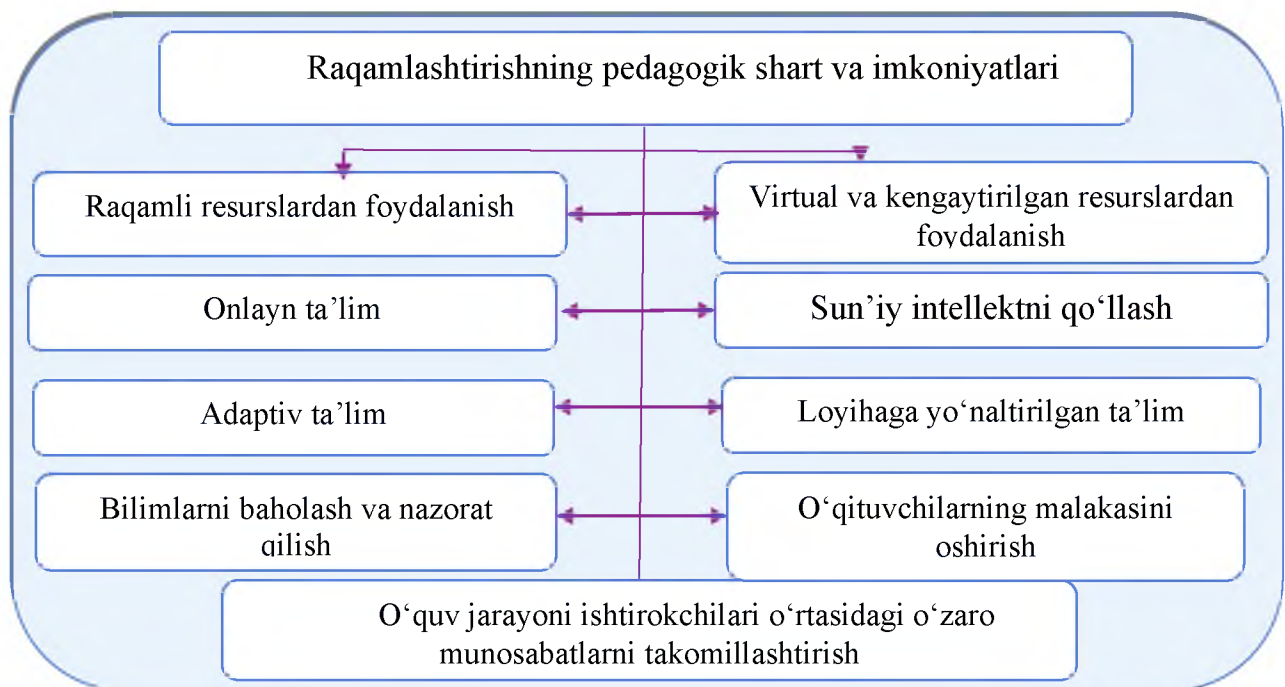 Raqamlashtirishning pedagogik shart va imkoniyatlari
Raqamli resurslardan foydalanish
Virtual va kengaytirilgan resurslardan
foydalanish
Onlayn ta’lim
Sun’iy intellektni qo‘llash
Adaptiv ta’lim
Loyihaga yo‘naltirilgan ta’lim
Bilimlarni baholash va nazorat
qilish
O‘qituvchilarning malakasini
oshirish
O‘quv jarayoni ishtirokchilari o‘rtasidagi o‘zaro
munosabatlarni takomillashtirish